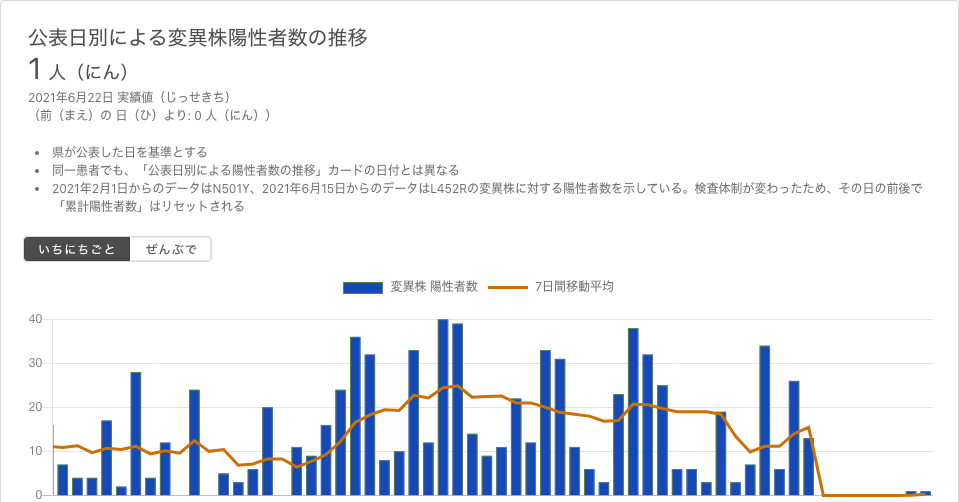 公表日別による変異株陽性者数の推移
1 人（にん）
2021年6月22日 実績値（じっせきち）
（前（まえ）の 日（ひ）より: 0 人（にん））
• 県が公表した日を基準とする
• 同一患者でも、「公表日別による陽性者数の推移」カードの日付とは異なる
• 2021年2月1日からのデータはN501Y、2021年6月15日からのデータはL452Rの変異株に対する陽性者数を示している。検査体制が変わったため、その日の前後で
「累計陽性者数」はリセットされる
いちにちごと ぜんぶで
変異株 陽性者数 7日間移動平均
40
30
20
10
0